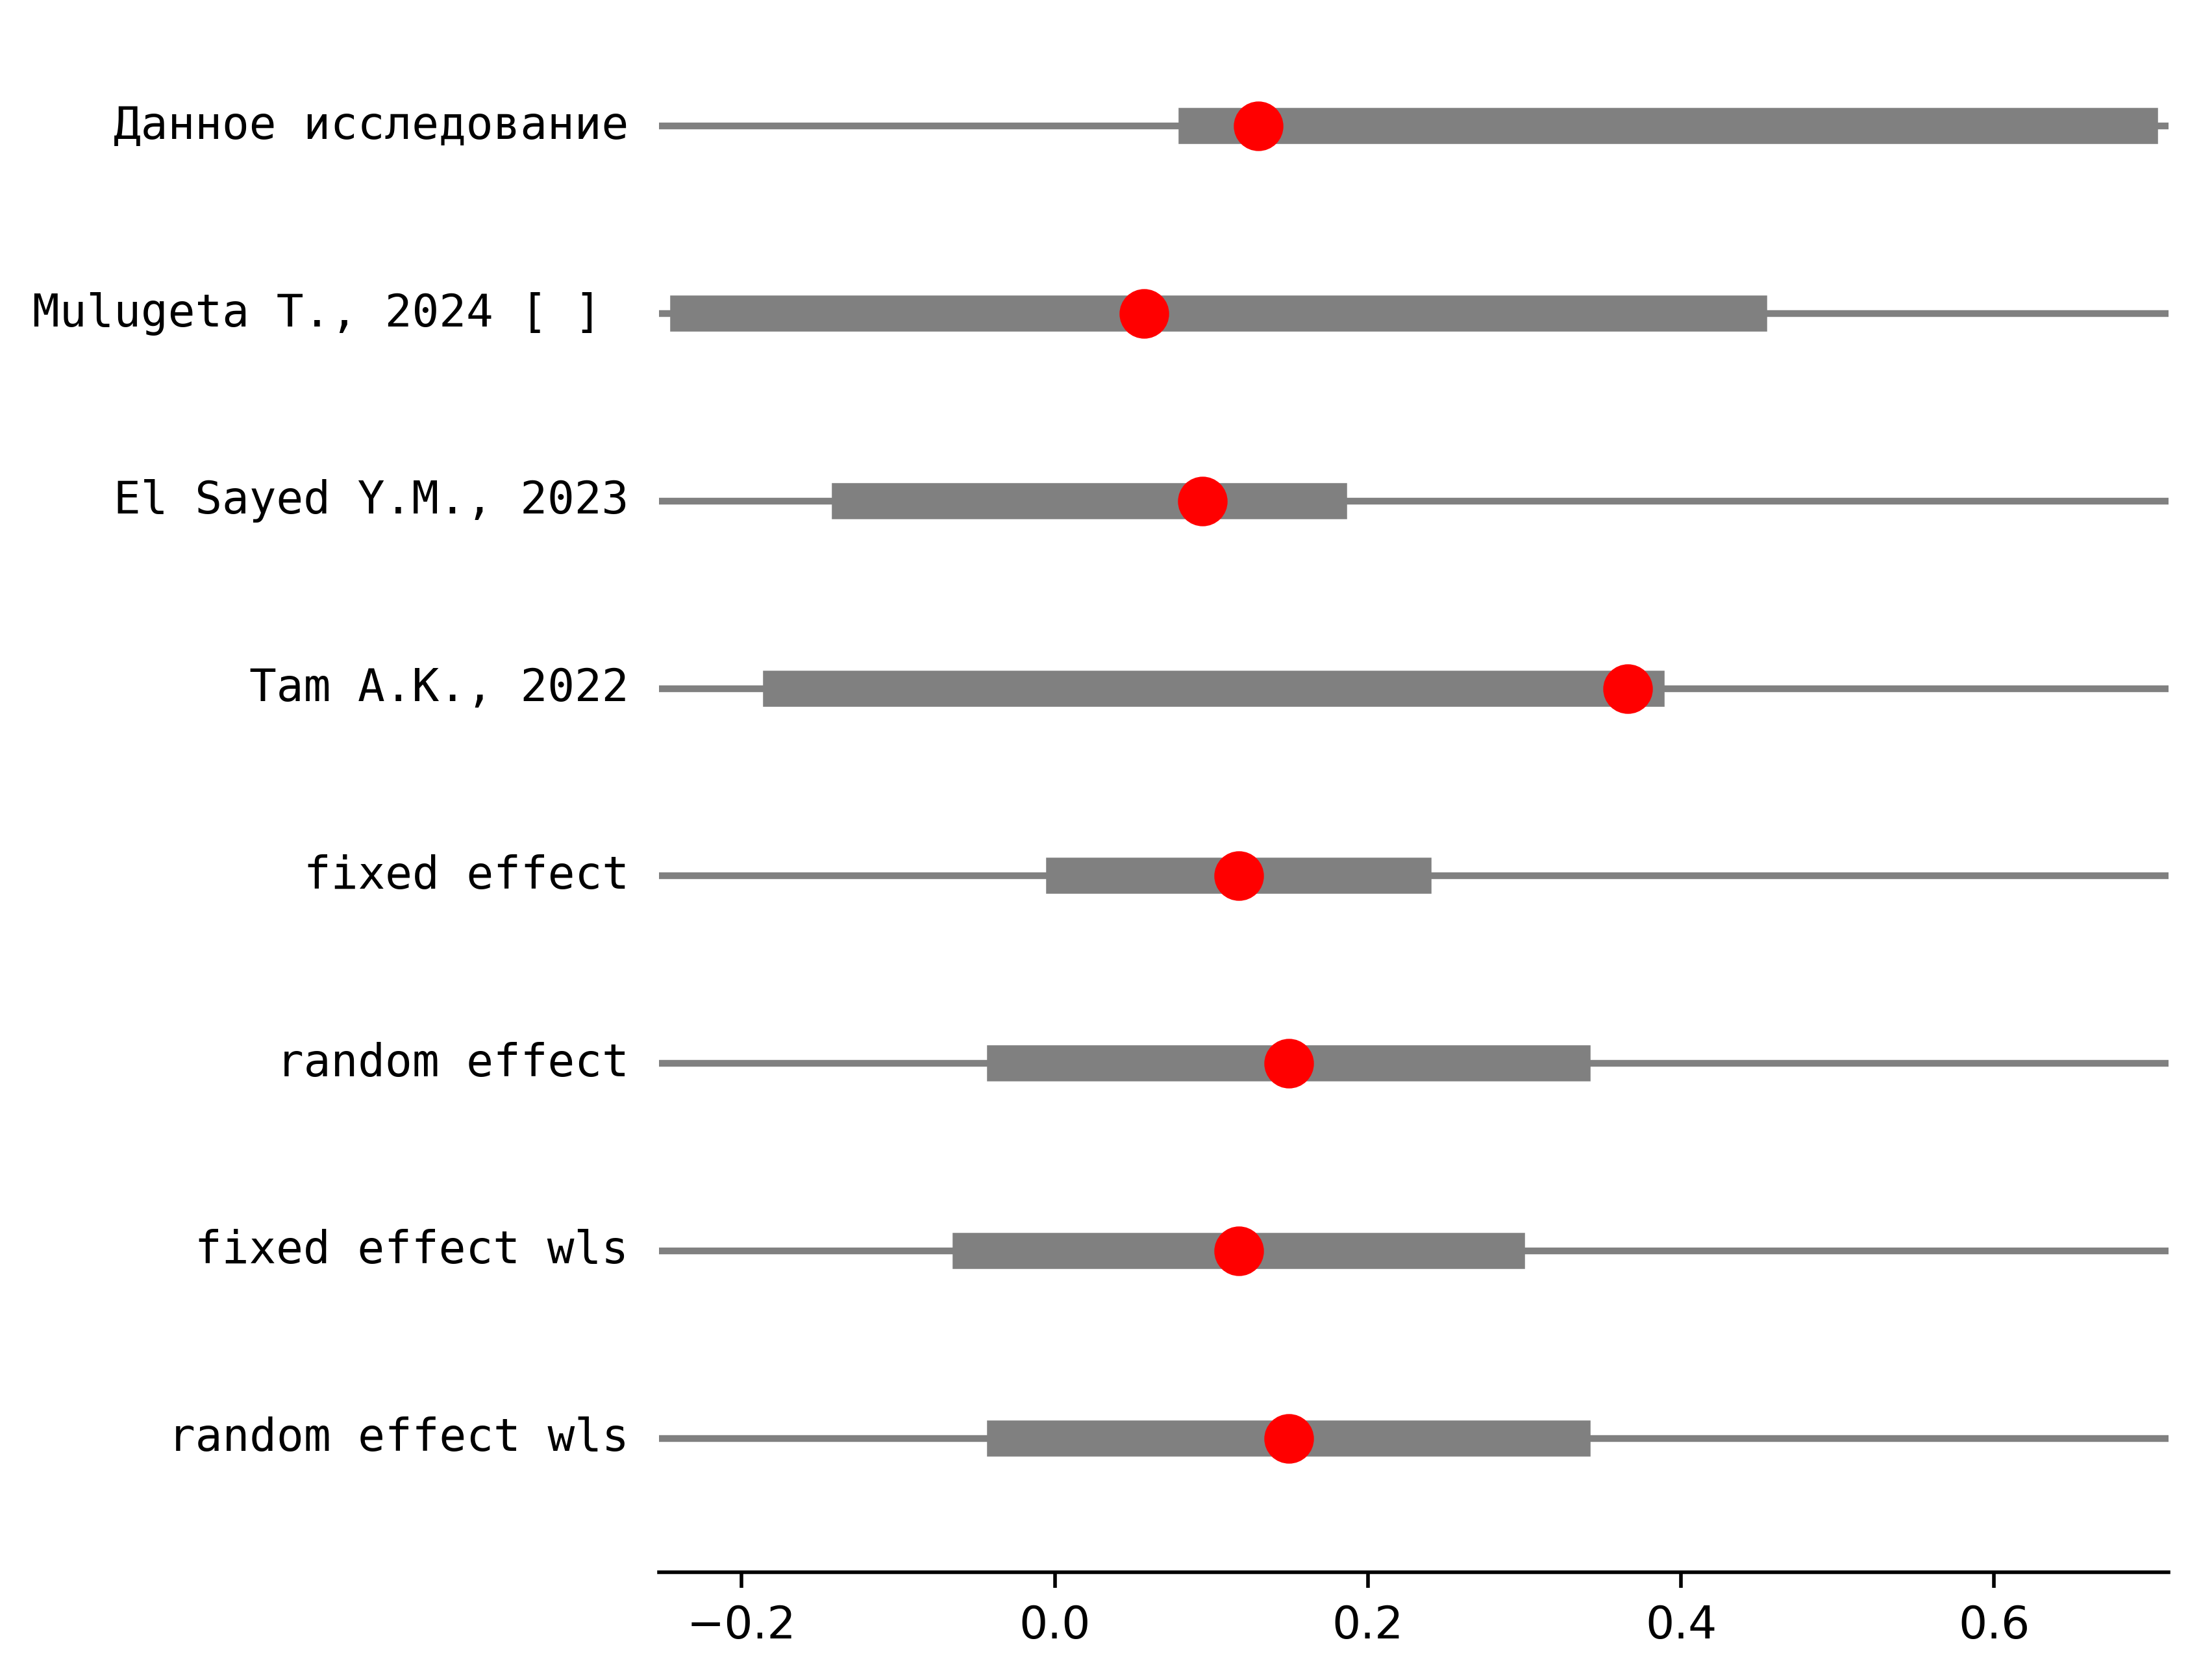 Данное исследование
Mulugeta T., 2024 [ ]
El Sayed Y.M., 2023
Tam A.K., 2022
fixed effect
random effect
fixed effect wls
random effect wls
−0.2 0.0 0.2 0.4 0.6